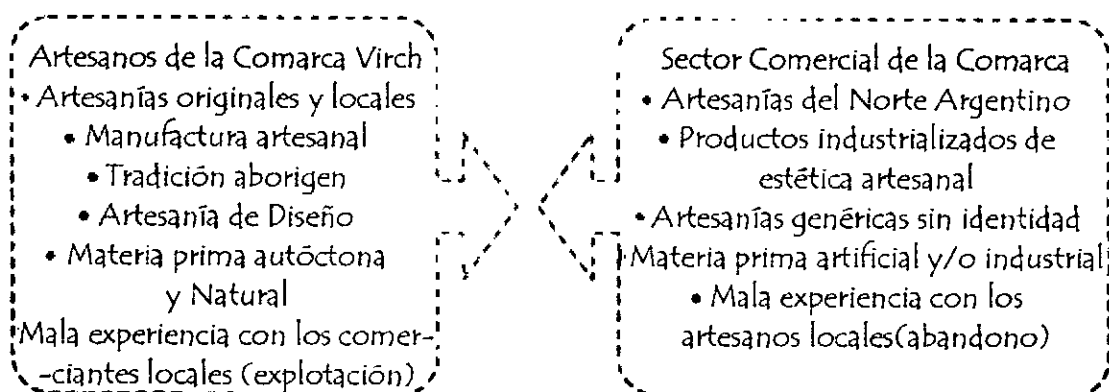 Artesanos de la Comarca Virch
• Artesanías originales y locales
• Manufactura artesanal
• Tradición aborigen
• Artesanía de Diseño
• Materia prima autóctona
y Natural
Mala experiencia con los comer-
-ciantes locales (explotación)
Sector Comercial de la Comarca
• Artesanías del Norte Argentino
• Productos industrializados de
estética artesanal
• Artesanías genéricas sin identidad
• Materia prima artificial y/o industrial
• Mala experiencia con los
artesanos locales(abandono)